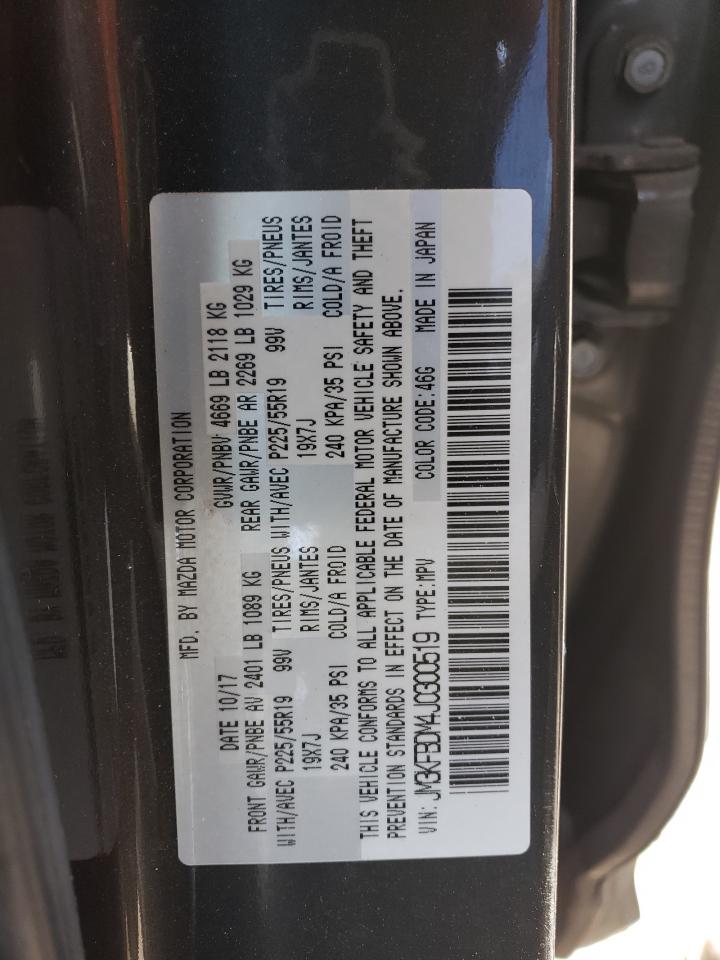 MFD. BY MAZDA MOTOR CORPORATION
DATE 10/17 GVWR/PNBV 4669 LB 2118 KG
FRONT GAWR/PNBE AV 2401 LB 1089 KG REAR GAWR/PNBE AR 2269 LB 1029 KG
WITH/AVEC P225/55R19 99V TIRES/PNEUS WITH/AVEC P225/55R19 99V TIRES/PNEUS
19X7J RIMS/JANTES 19X7J RIMS/JANTES
240 KPA/35 PSI COLD/A FROID 240 KPA/35 PSI COLD/A FROID
THIS VEHICLE CONFORMS TO ALL APPLICABLE FEDERAL MOTOR VEHICLE SAFETY AND THEFT
PREVENTION STANDARDS IN EFFECT ON THE DATE OF MANUFACTURE SHOWN ABOVE.
VIN: JM3KFBDM4J0300519 TYPE:MPV COLOR CODE:46G MADE IN JAPAN